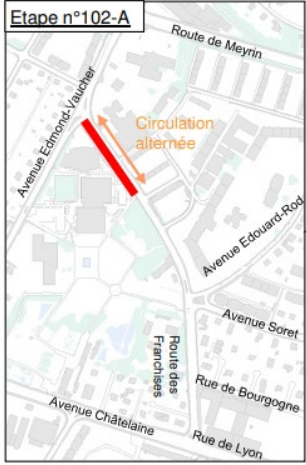 Etape n°102-A
Route de Meyrin
Circulation
alternée
Avenue Edmond-Vaucher
Avenue Edouard-Rod
Avenue Soret
Route des
Franchises
Rue de Bourgogne
Avenue Châtelaine
Rue de Lyon